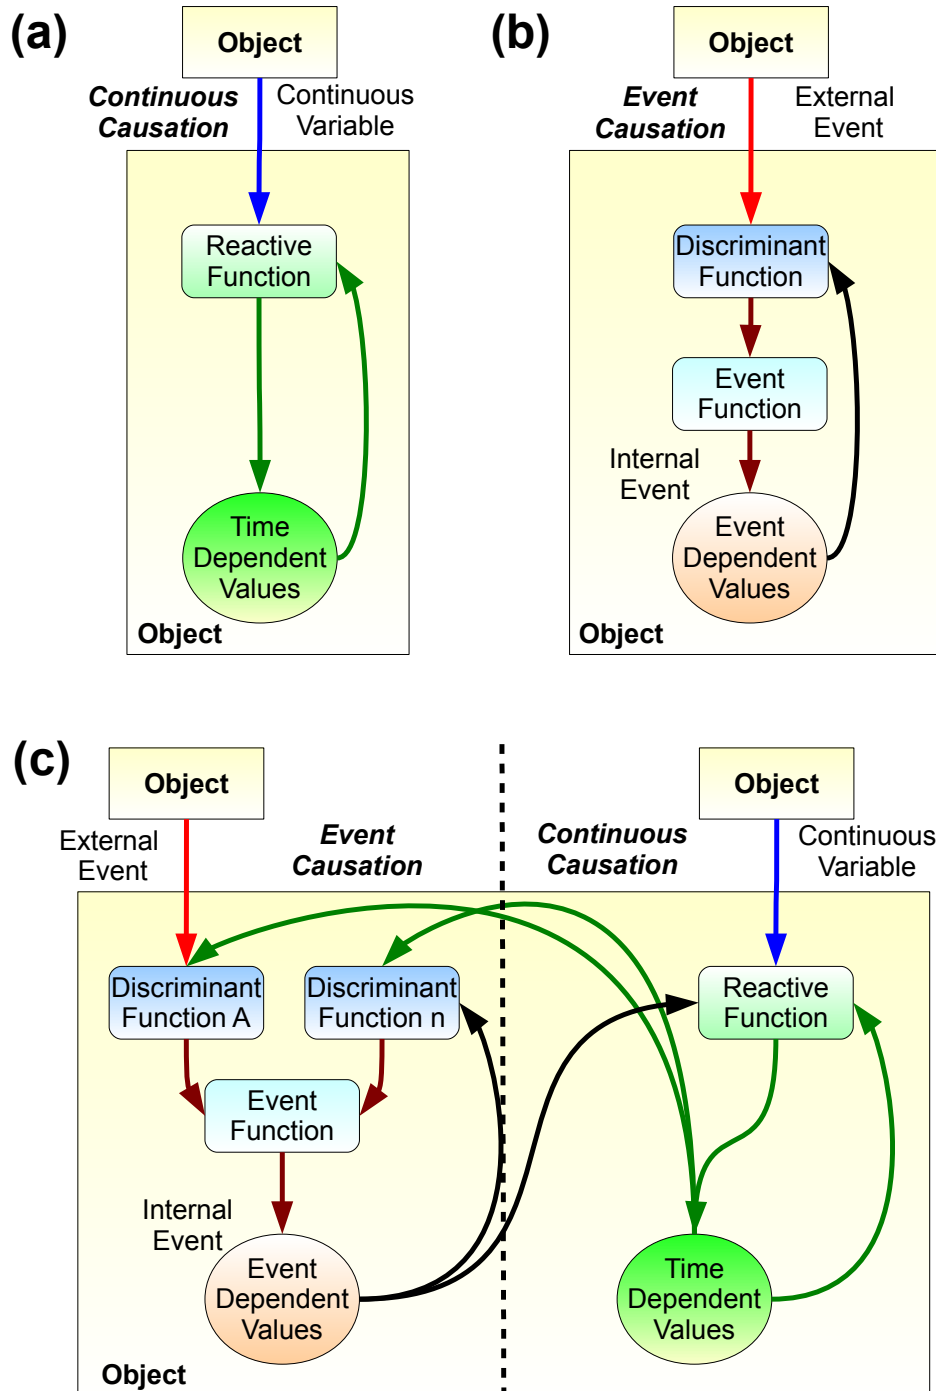 (a)
Object
Continuous
Causation
Continuous
Variable
Reactive
Function
Time
Dependent
Values
Object
(b)
Object
Event
Causation
External
Event
Discriminant
Function
Event
Function
Internal
Event
Event
Dependent
Values
Object
(c)
Object
External
Event
Event
Causation
Discriminant
Function A
Discriminant
Function n
Event
Function
Internal
Event
Event
Dependent
Values
Object
Object
Continuous
Causation
Continuous
Variable
Reactive
Function
Time
Dependent
Values